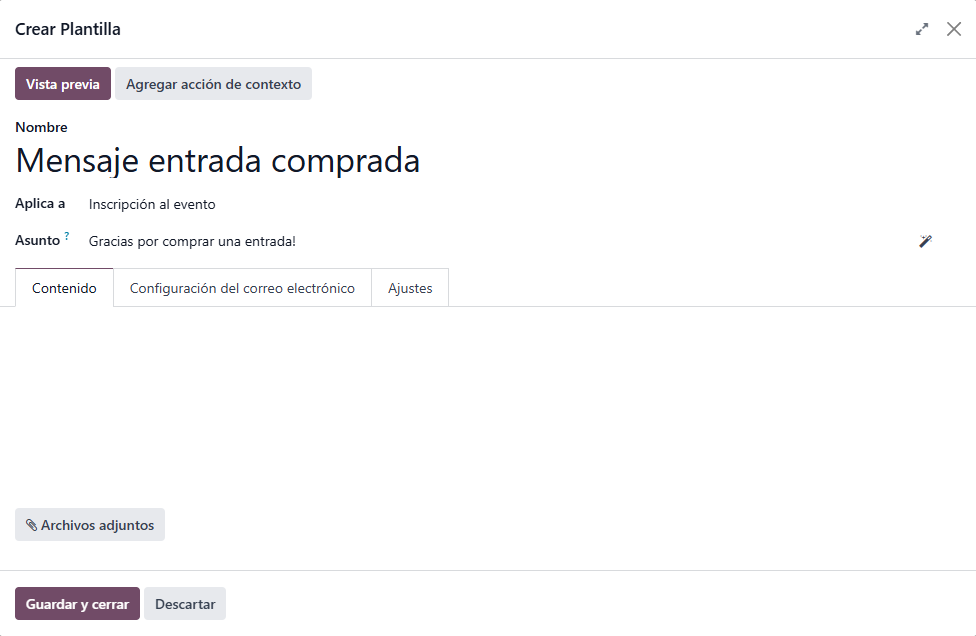 Crear Plantilla
Vista previa Agregar acción de contexto
Nombre
Mensaje entrada comprada
Aplica a Inscripción al evento
Asunto ? Gracias por comprar una entrada!
Contenido Configuración del correo electrónico Ajustes
Archivos adjuntos
Guardar y cerrar Descartar